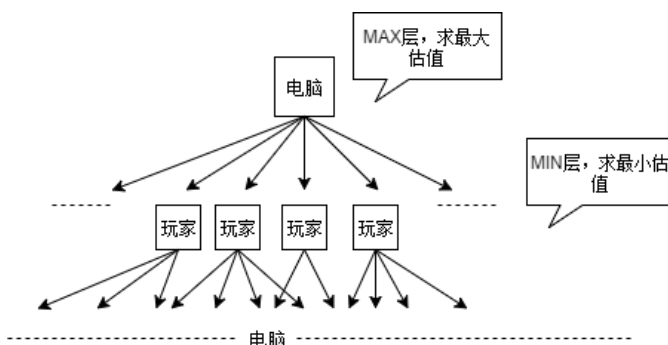 MAX层，求最大
估值
电脑
MIN层，求最小估
值
玩家 玩家 玩家 玩家
电脑